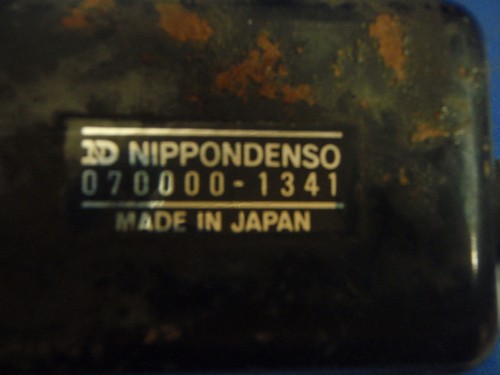 ND NIPPONDENSO
070000-1341
MADE IN JAPAN